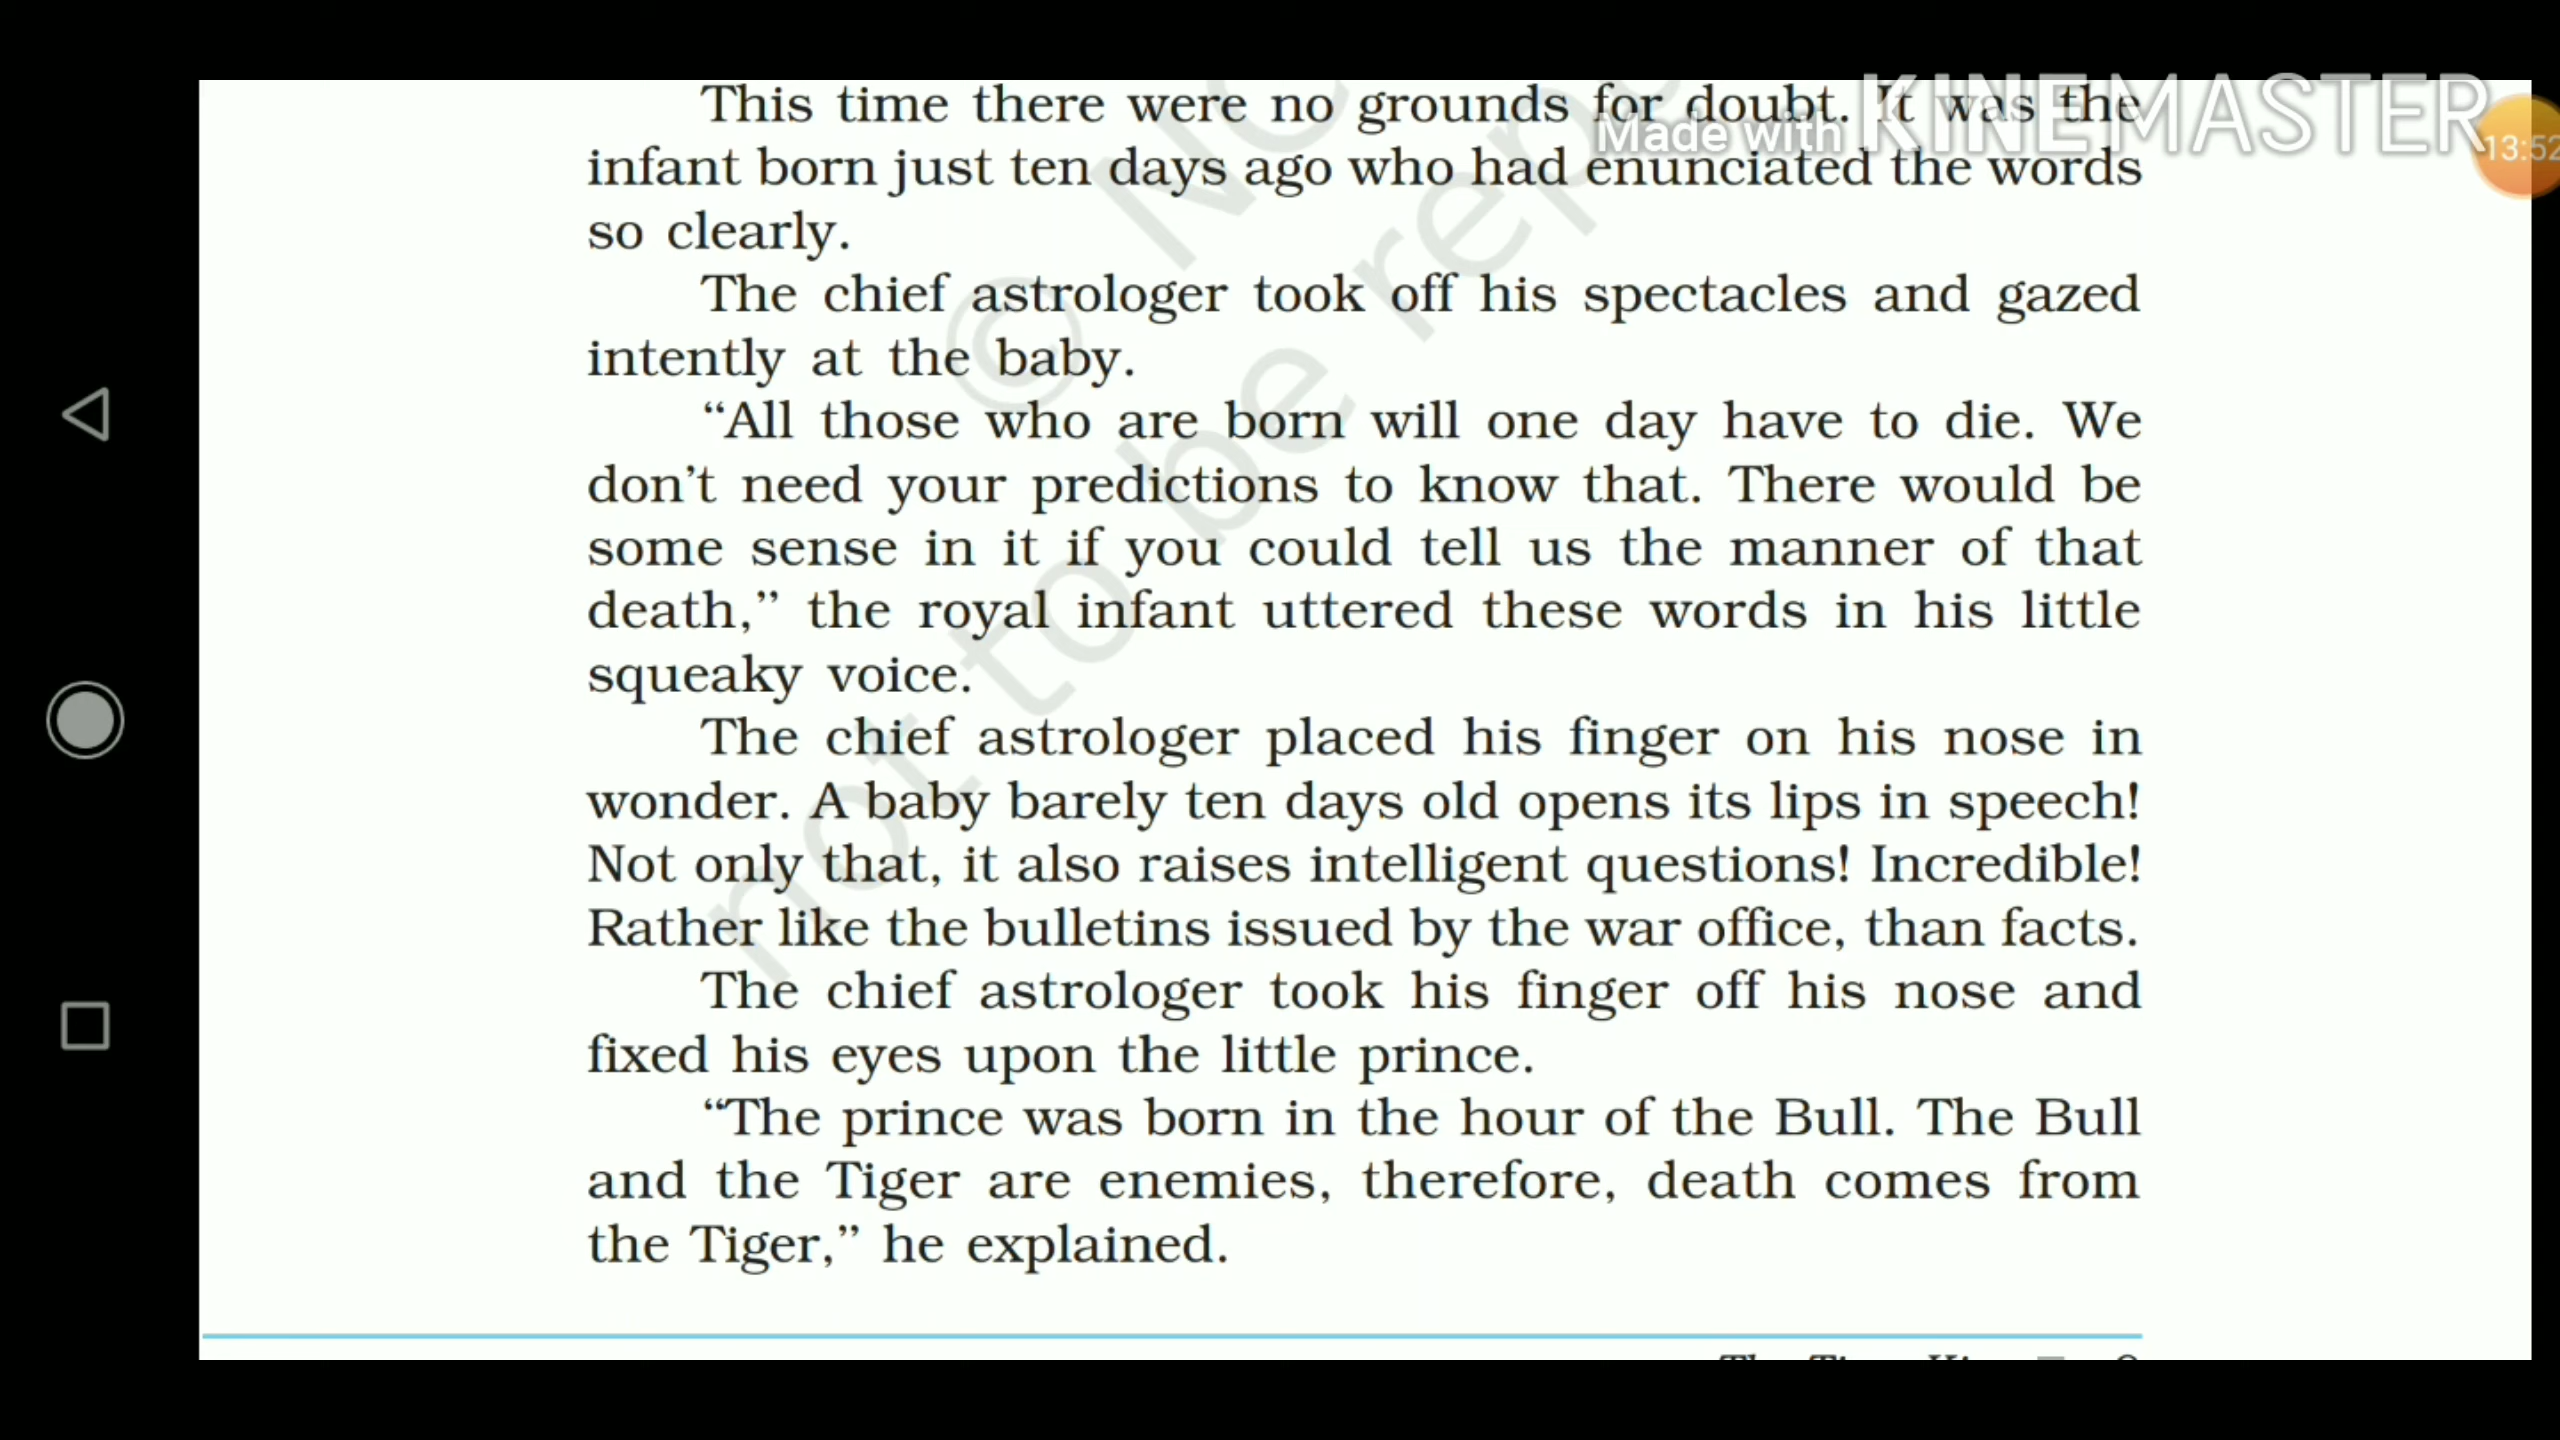 This time there were no grounds for doubt. It was the
Made with KINEMASTER
13:52
infant born just ten days ago who had enunciated the words
so clearly.
The chief astrologer took off his spectacles and gazed
intently at the baby.
“All those who are born will one day have to die. We
don’t need your predictions to know that. There would be
some sense in it if you could tell us the manner of that
death,” the royal infant uttered these words in his little
squeaky voice.
The chief astrologer placed his finger on his nose in
wonder. A baby barely ten days old opens its lips in speech!
Not only that, it also raises intelligent questions! Incredible!
Rather like the bulletins issued by the war office, than facts.
The chief astrologer took his finger off his nose and
fixed his eyes upon the little prince.
“The prince was born in the hour of the Bull. The Bull
and the Tiger are enemies, therefore, death comes from
the Tiger,” he explained.
© NC
not to be rep